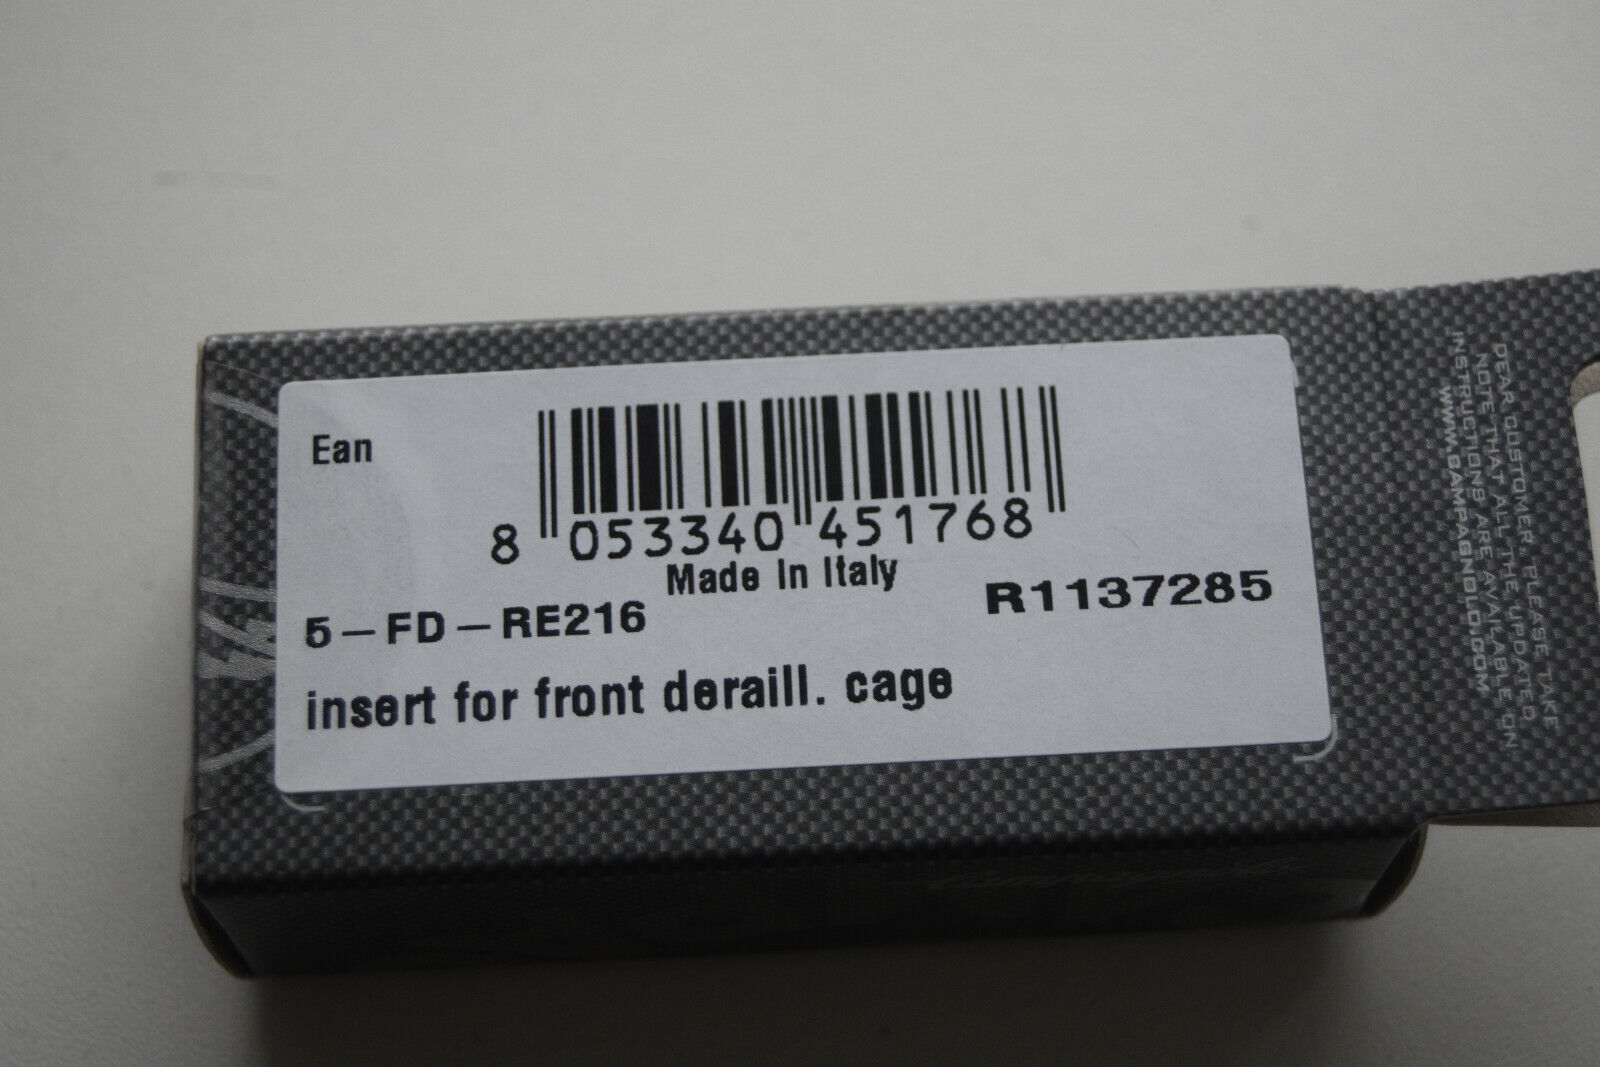 Ean
8 053340 451768
Made In Italy
5-FD-RE216
R1137285
insert for front deraill. cage
DEAR CUSTOMER, PLEASE TAKE
NOTE THAT ALL THE UPDATED
INSTRUCTIONS ARE AVAILABLE ON
WWW.CAMPAGNOLO.COM